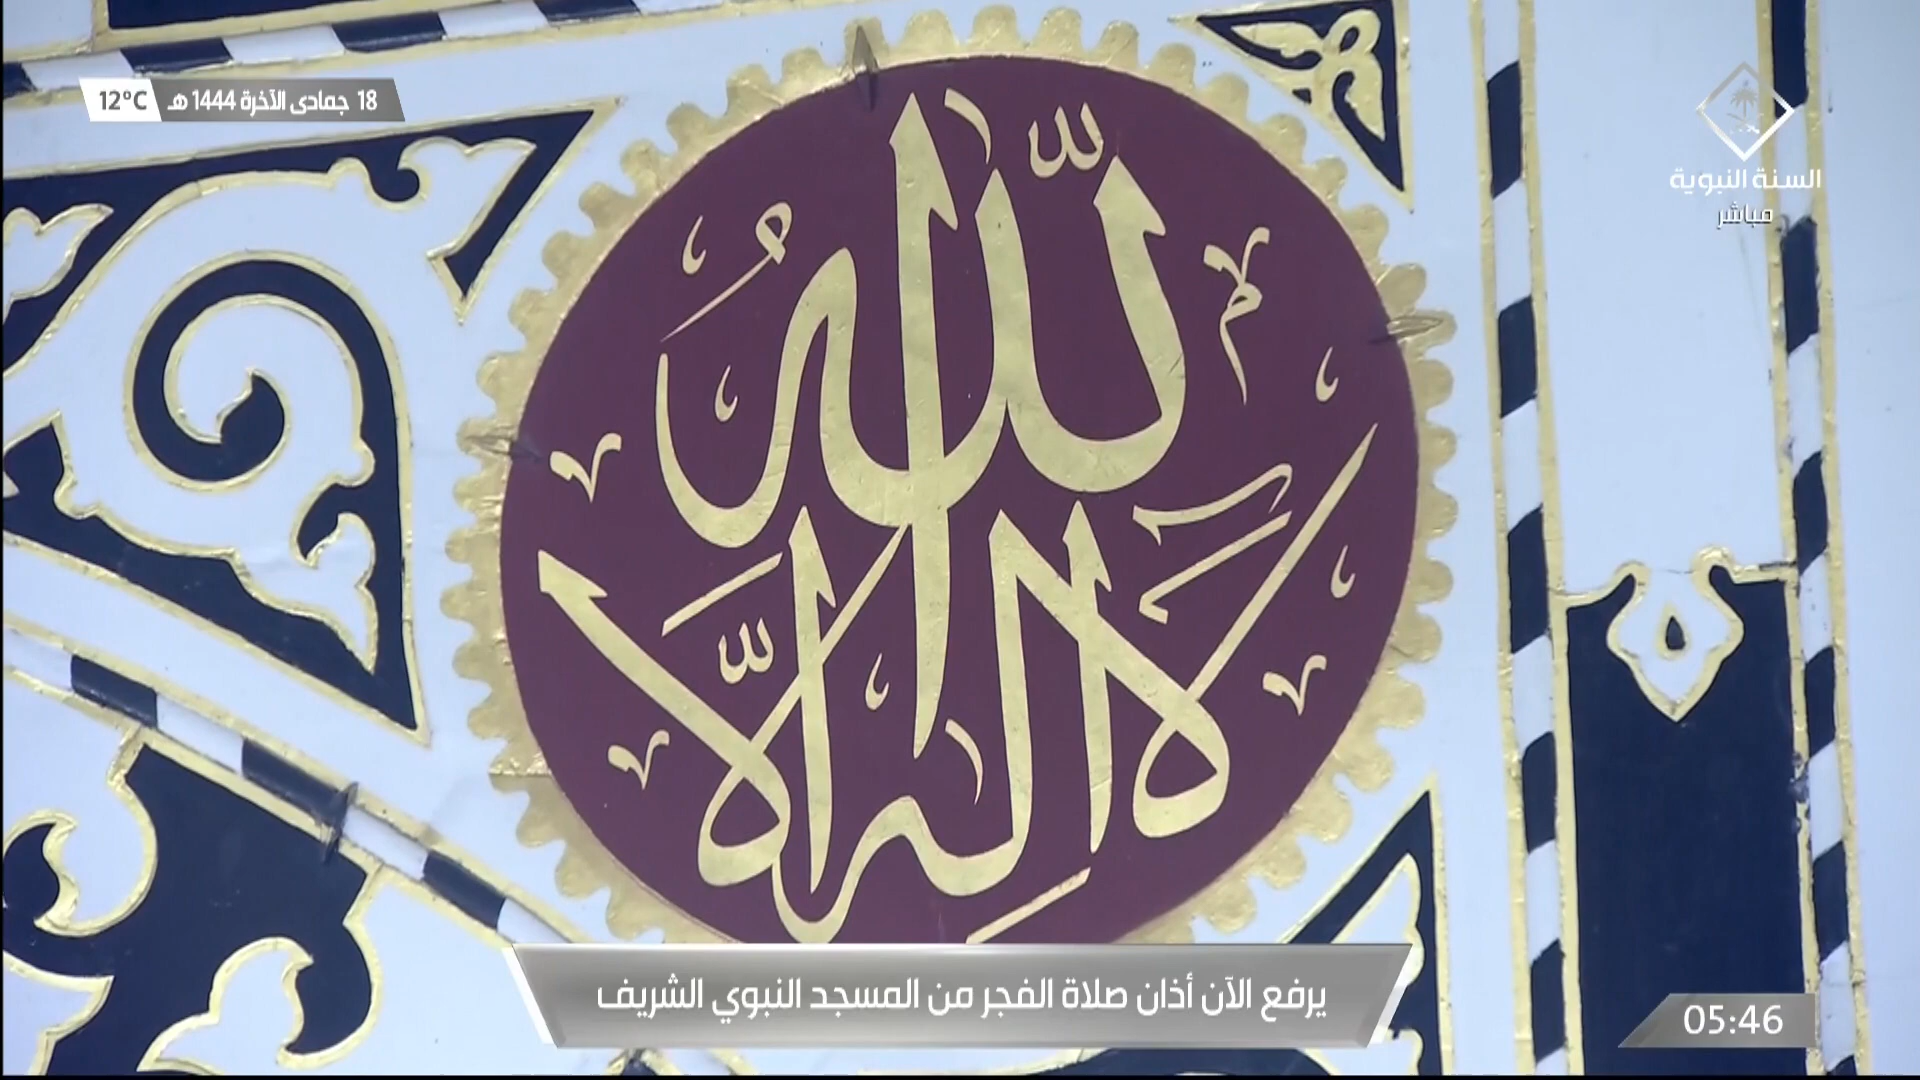 18 جمادى الآخرة 1444 هـ 12°C
السنة النبوية
مباشر
لا إله إلا الله
يرفع الآن أذان صلاة الفجر من المسجد النبوي الشريف
05:46